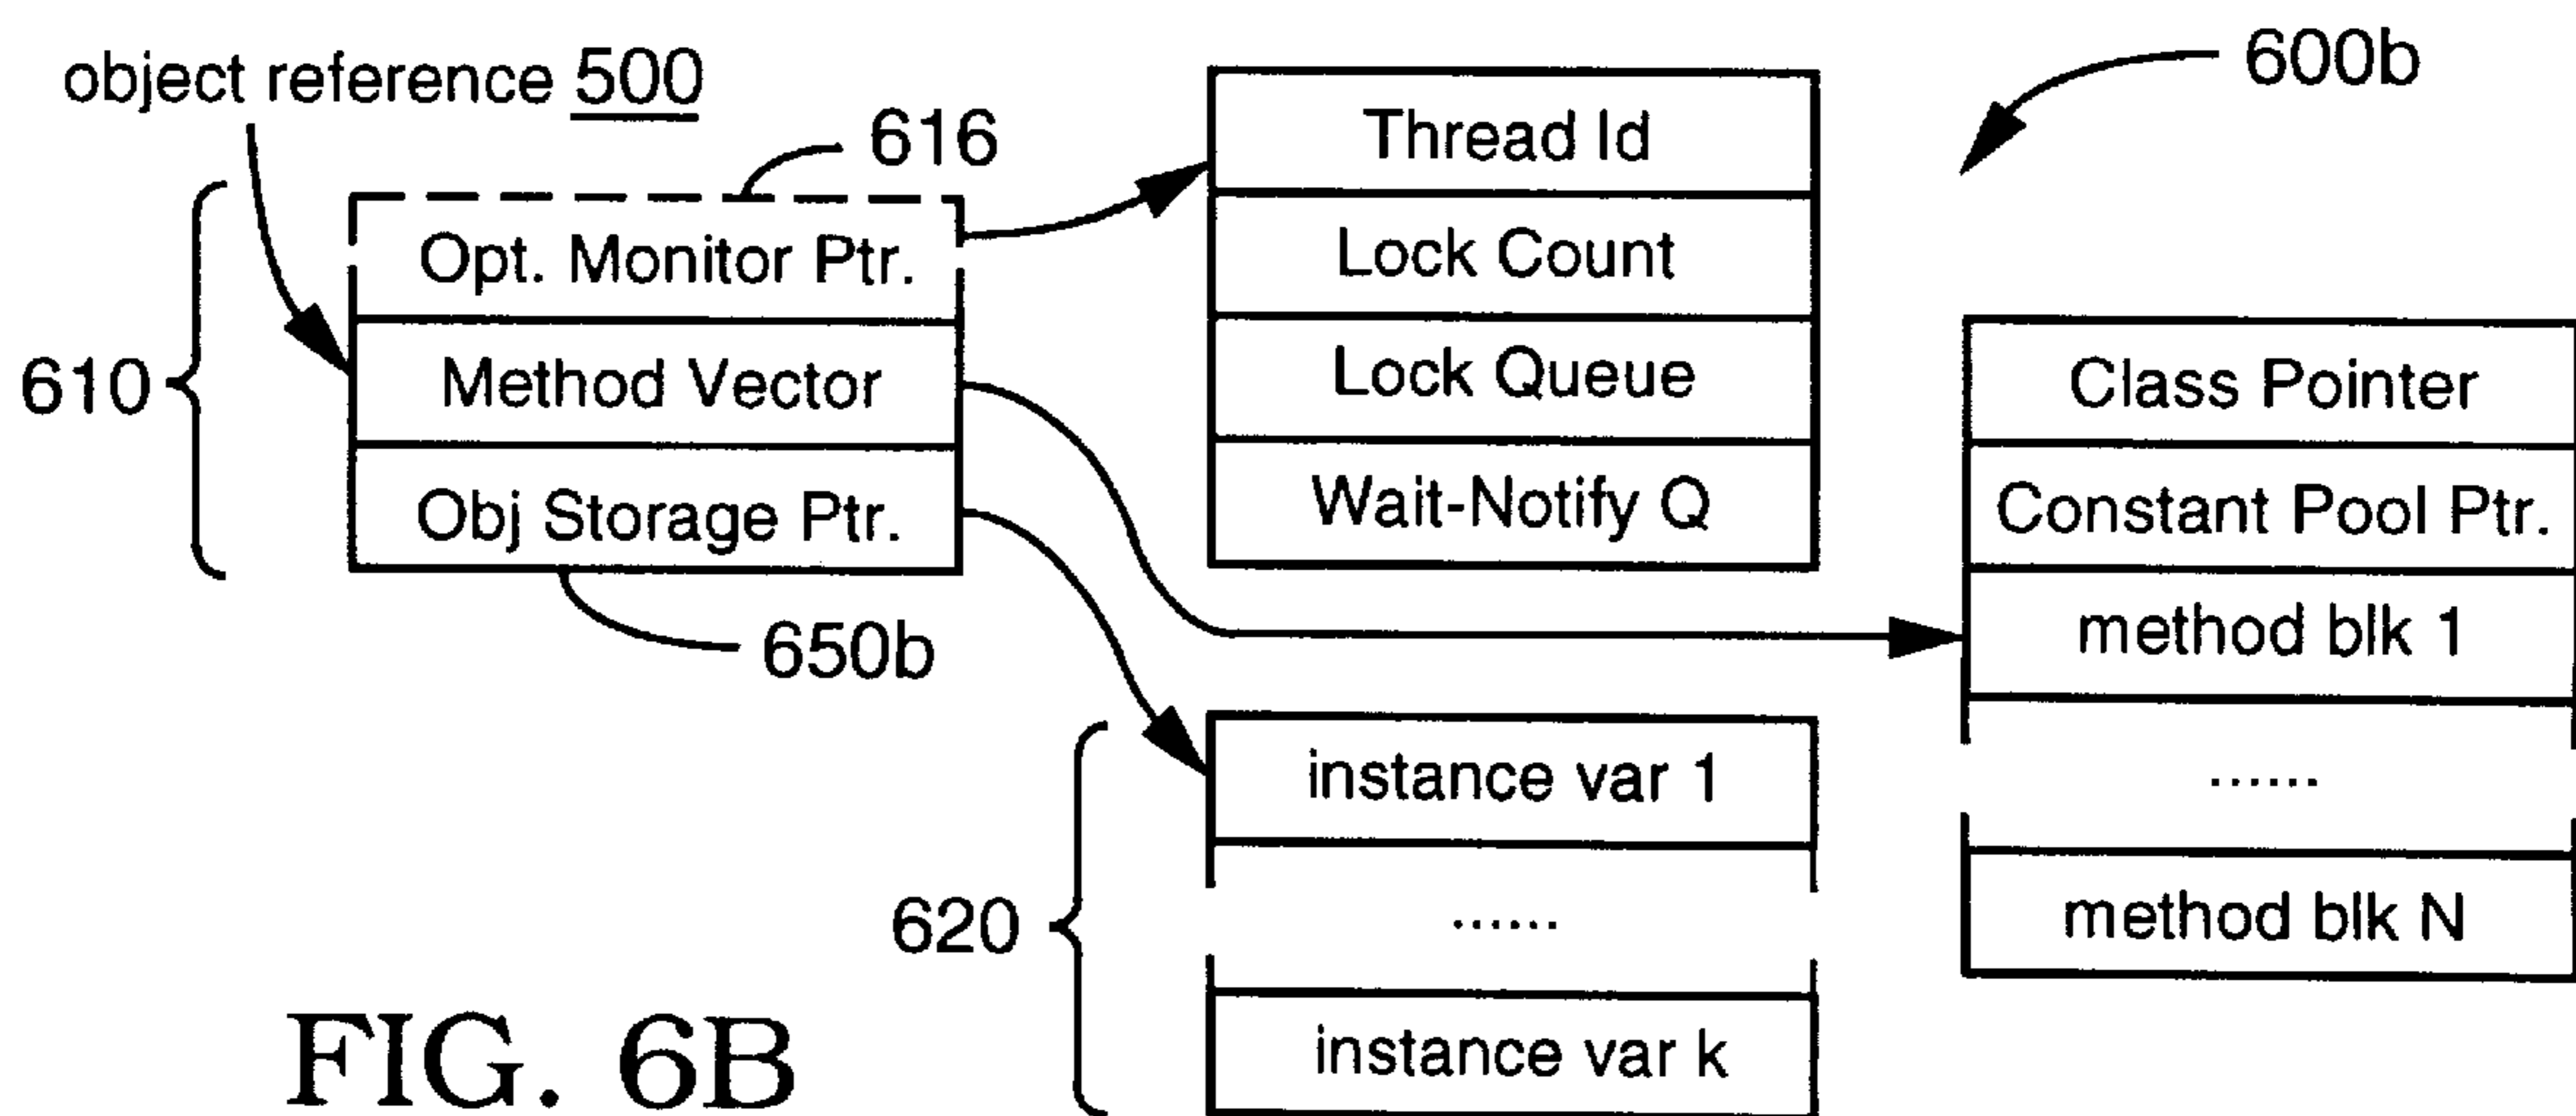 object reference 500
616
600b
610
Opt. Monitor Ptr.
Method Vector
Obj Storage Ptr.
650b
Thread Id
Lock Count
Lock Queue
Wait-Notify Q
Class Pointer
Constant Pool Ptr.
method blk 1
......
method blk N
620
instance var 1
......
instance var k
FIG. 6B